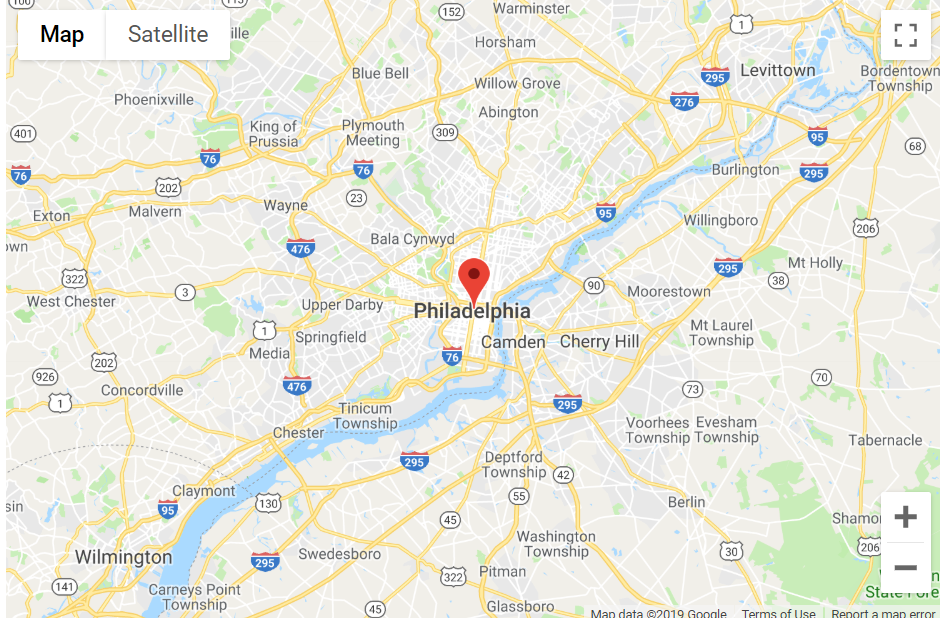 100
113
152
Warminster
1
Map
Satellite
ille
Horsham
295
Levittown
Blue Bell
Willow Grove
276
Bordentown
Township
Phoenixville
Abington
401
King of
Prussia
Plymouth
Meeting
309
95
68
76
76
76
202
Burlington
295
23
Exton
Malvern
Wayne
95
Willingboro
206
own
476
Bala Cynwyd
295
Mt Holly
322
3
90
38
West Chester
Upper Darby
Moorestown
Philadelphia
1
Springfield
Camden
Cherry Hill
Mt Laurel
Township
Media
76
202
926
476
73
70
Concordville
1
295
Tinicum
Township
Chester
Voorhees
Township
Evesham
Township
Tabernacle
295
Deptford
Township
42
Claymont
55
sin
95
130
Berlin
45
Shamo
Washington
Township
30
206
Wilmington
Swedesboro
295
322
Pitman
141
Carneys Point
Township
45
Glassboro
State Fore
Map data ©2019 Google
Terms of Use
Report a map error